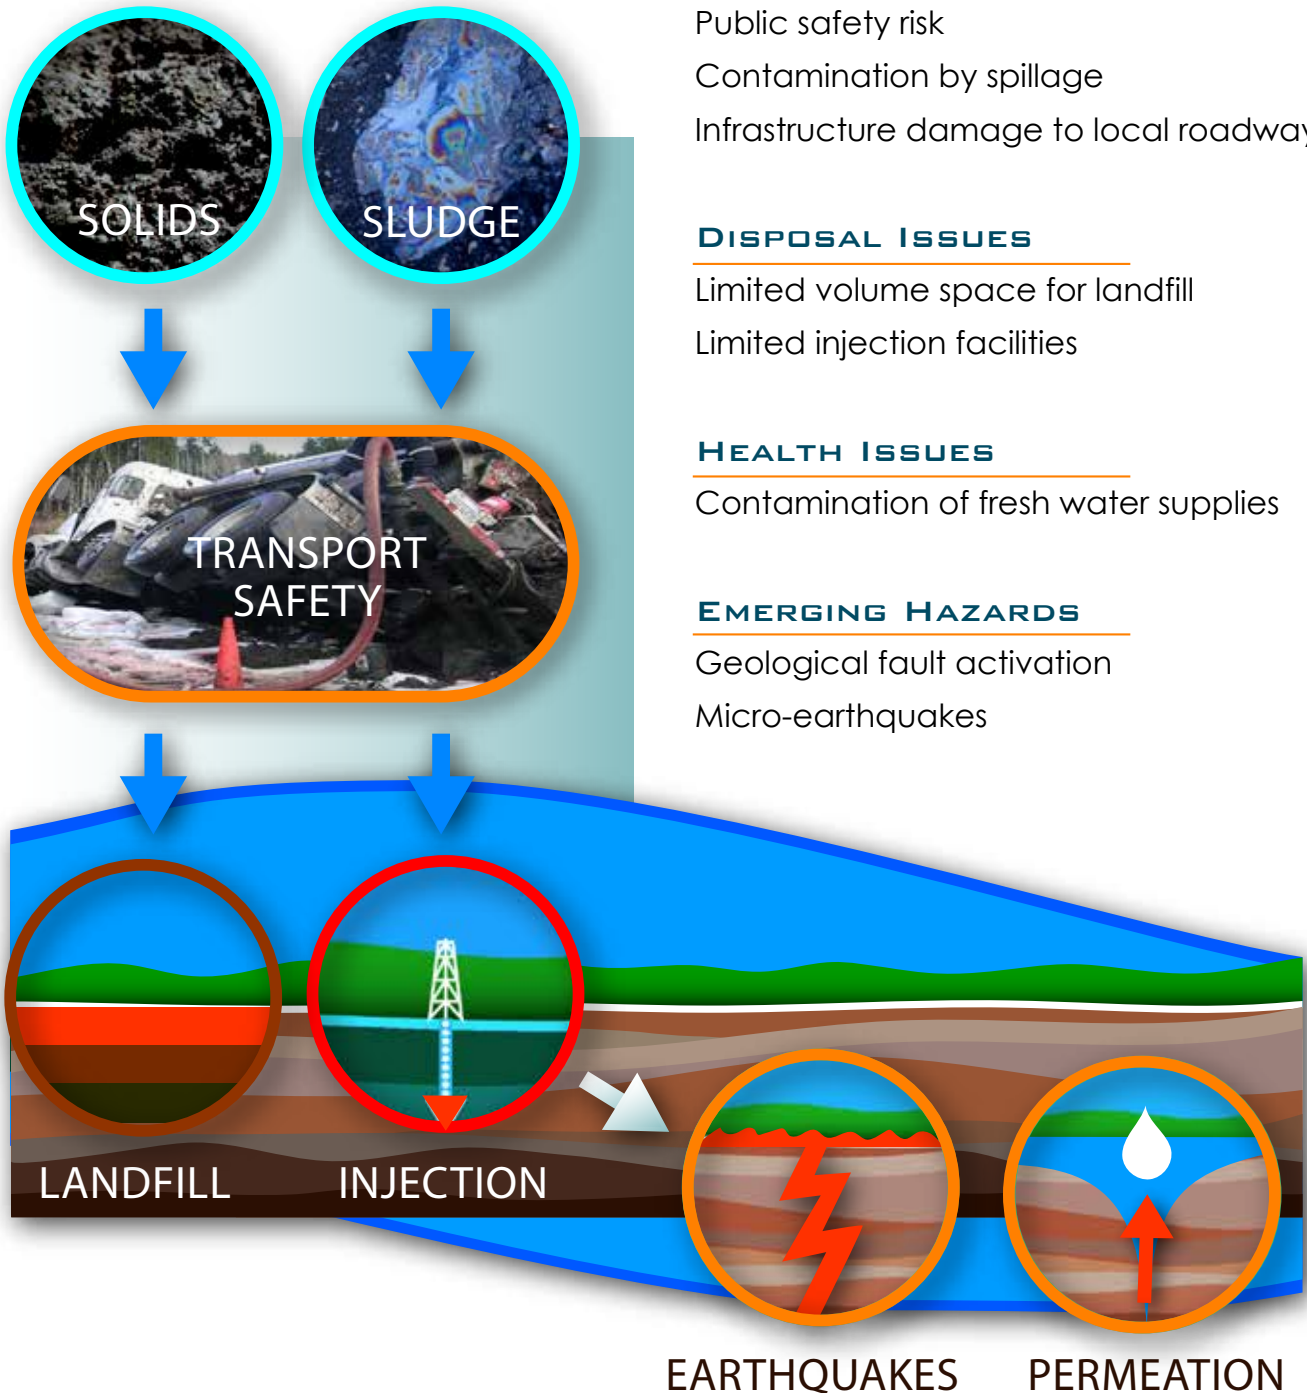 Public safety risk
Contamination by spillage
Infrastructure damage to local roadway
DISPOSAL ISSUES
Limited volume space for landfill
Limited injection facilities
HEALTH ISSUES
Contamination of fresh water supplies
EMERGING HAZARDS
Geological fault activation
Micro-earthquakes
SOLIDS
SLUDGE
TRANSPORT
SAFETY
LANDFILL
INJECTION
EARTHQUAKES
PERMEATION